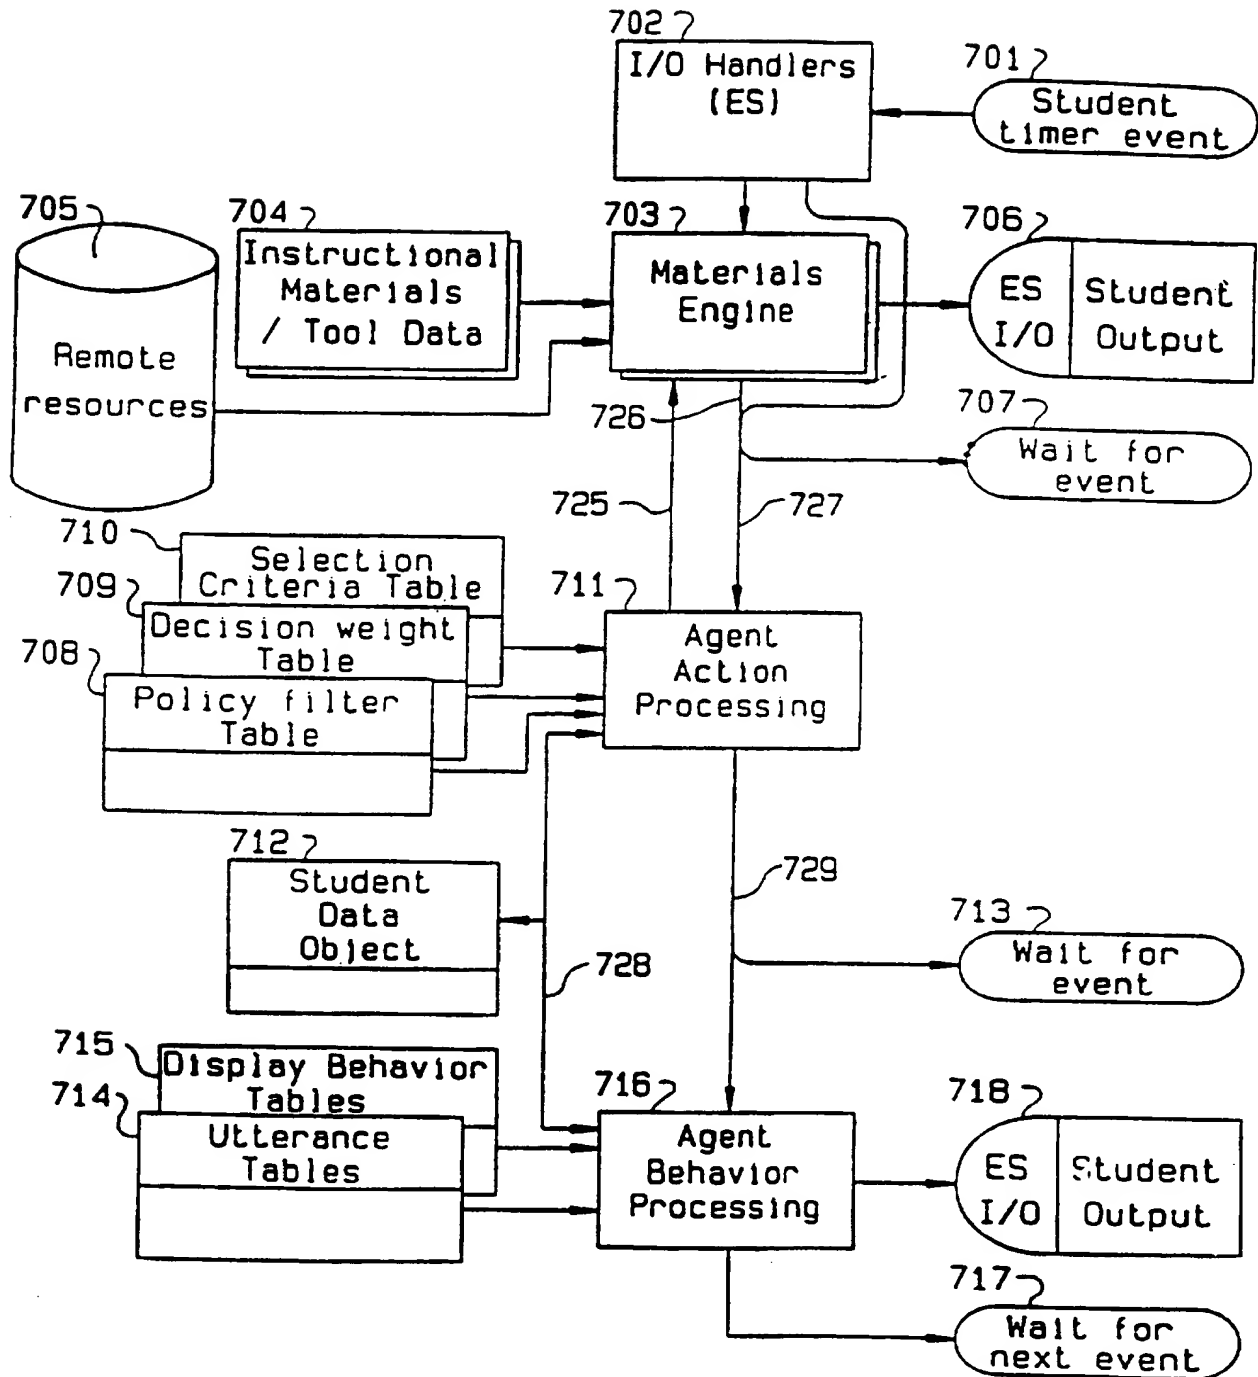 702
I/O Handlers
(ES)
701
Student
timer event
705
Remote
resources
704
Instructional
Materials
/ Tool Data
703
Materials
Engine
706
ES
I/O
Student
Output
726
707
Wait for
event
725
727
710
Selection
Criteria Table
709
Decision weight
Table
708
Policy filter
Table
711
Agent
Action
Processing
712
Student
Data
Object
728
729
713
Wait for
event
715
Display Behavior
Tables
714
Utterance
Tables
716
Agent
Behavior
Processing
718
ES
I/O
Student
Output
717
Wait for
next event